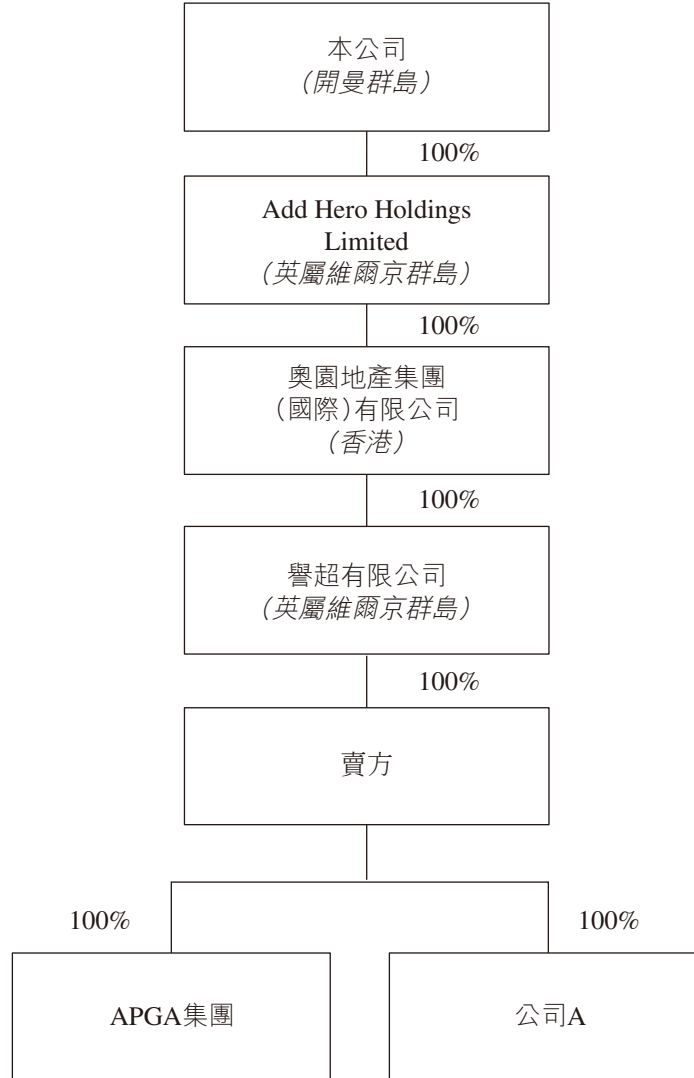 本公司
（開曼群島）
100%
Add Hero Holdings
Limited
（英屬維爾京群島）
100%
奧園地產集團
（國際）有限公司
（香港）
100%
譽超有限公司
（英屬維爾京群島）
100%
賣方
100%
100%
APGA集團
公司A